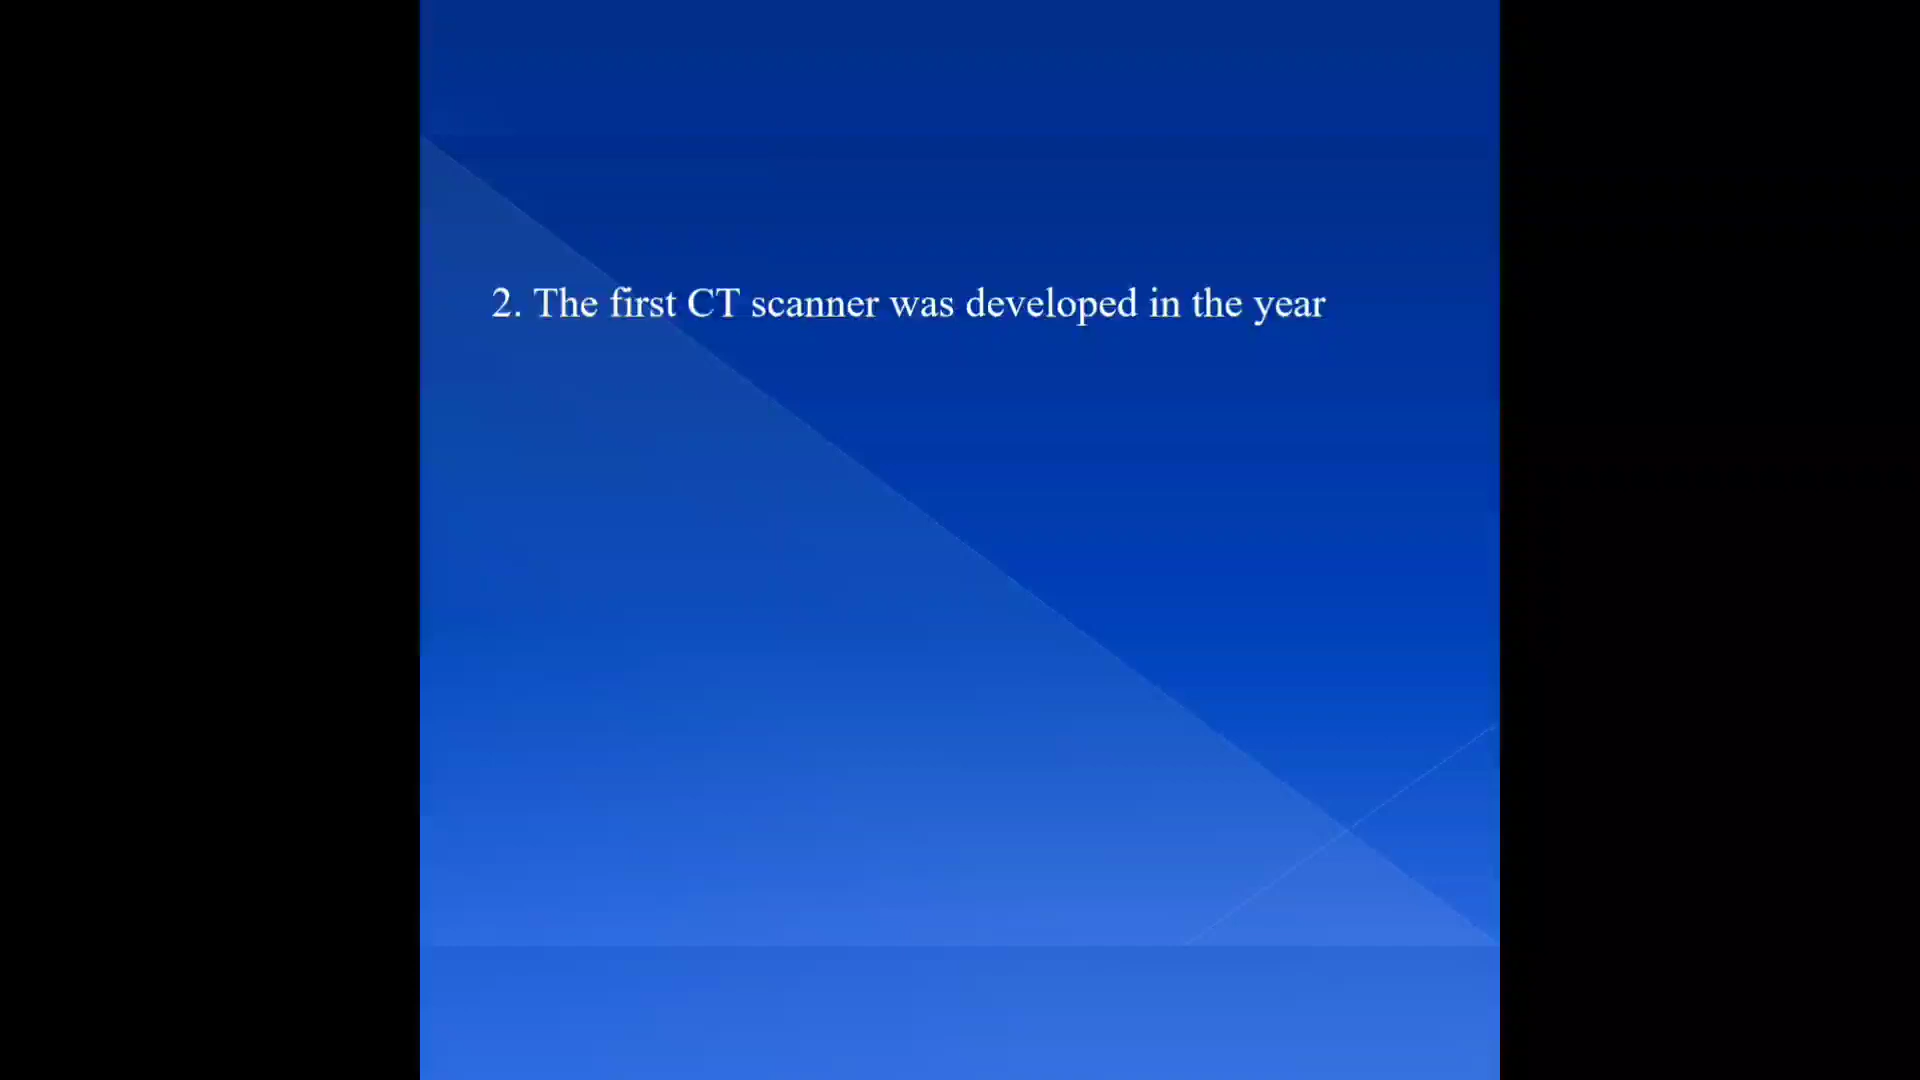 2. The first CT scanner was developed in the year